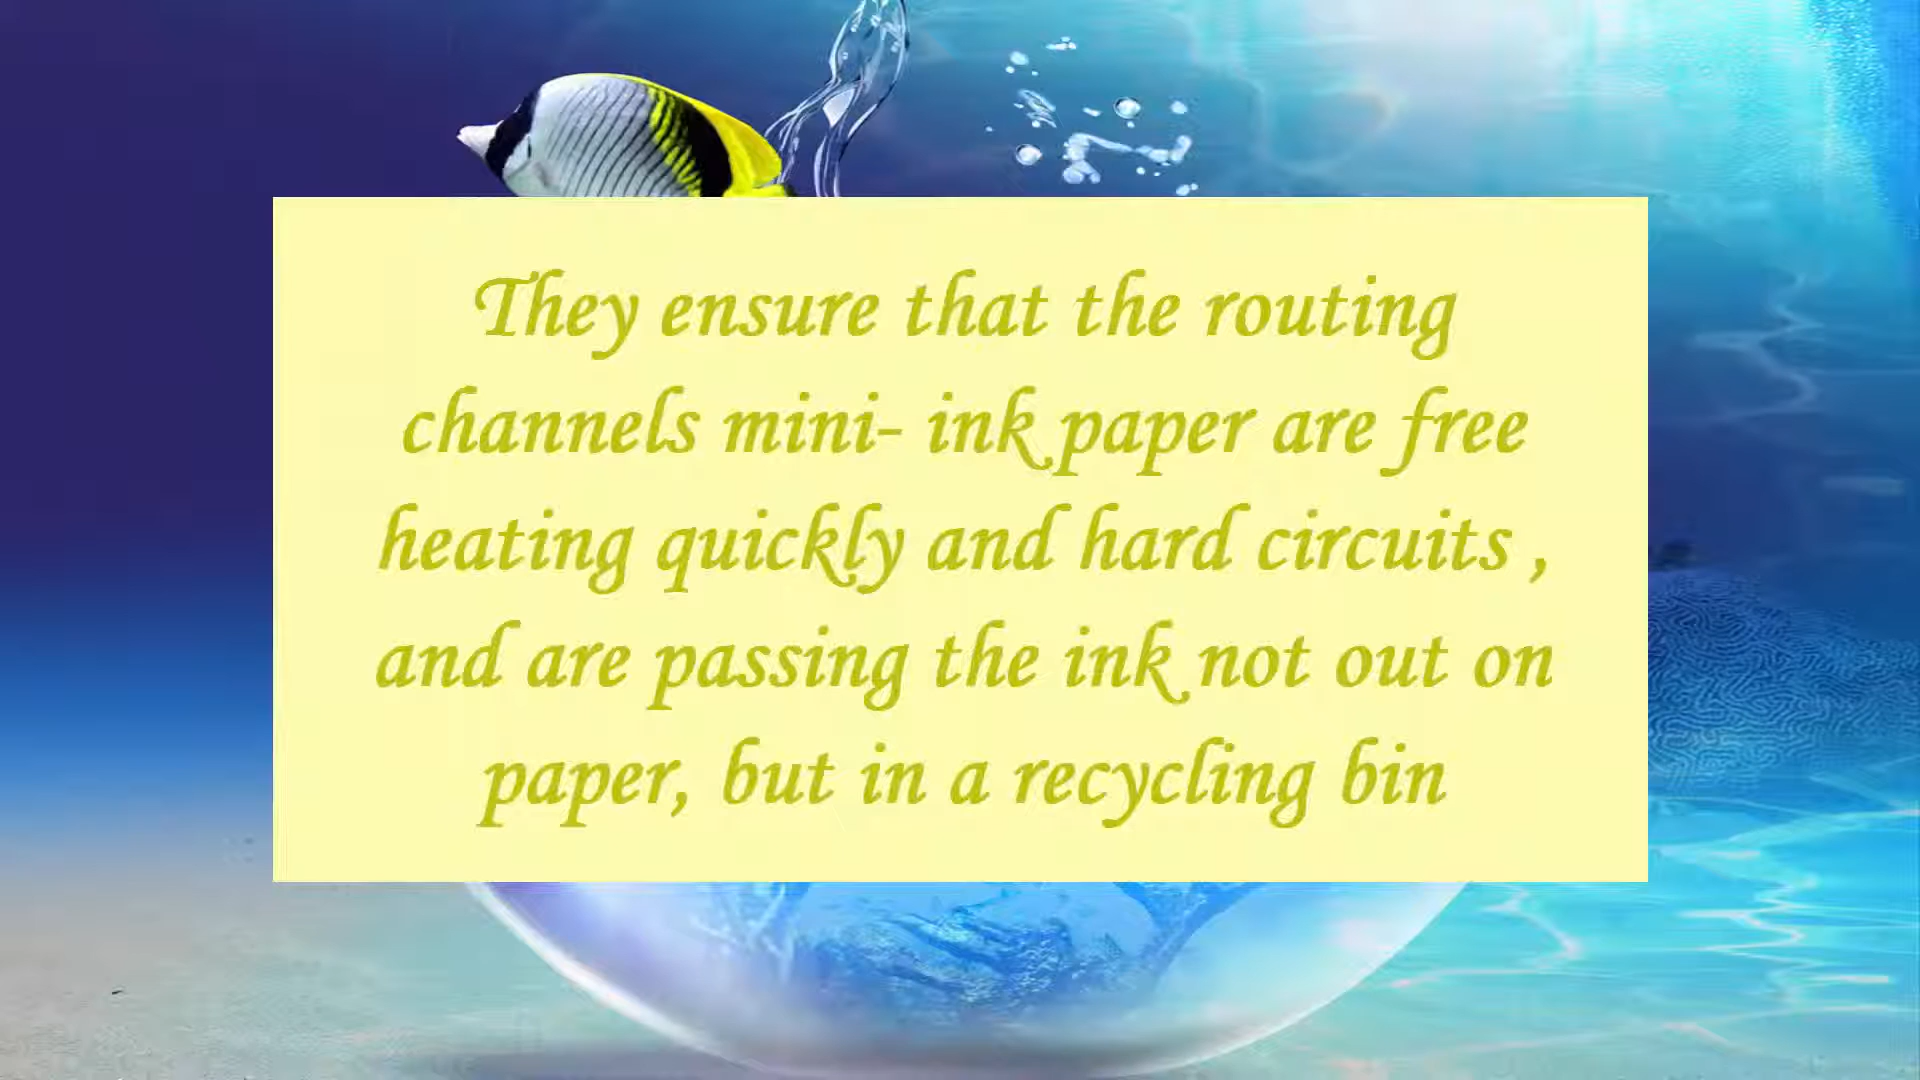 They ensure that the routing
channels mini- ink paper are free
heating quickly and hard circuits ,
and are passing the ink not out on
paper, but in a recycling bin